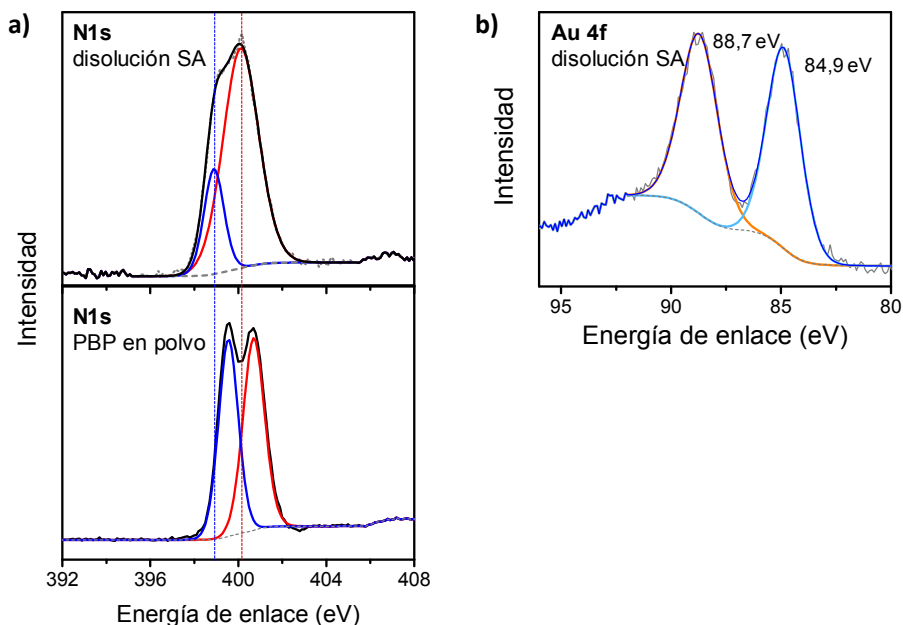 a)
N1s
disolución SA
Intensidad
N1s
PBP en polvo
392 396 400 404 408
Energía de enlace (eV)
b)
Au 4f
disolución SA
88,7 eV
84,9 eV
Intensidad
95 90 85 80
Energía de enlace (eV)